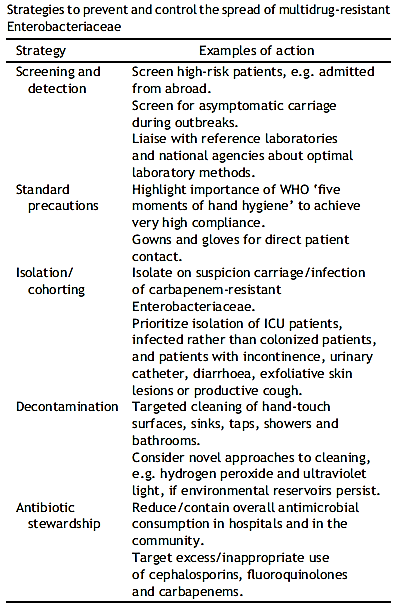 Strategies to prevent and control the spread of multidrug-resistant
Enterobacteriaceae
Strategy Examples of action
Screening and Screen high-risk patients, e.g. admitted
detection from abroad.
Screen for asymptomatic carriage
during outbreaks.
Liaise with reference laboratories
and national agencies about optimal
laboratory methods.
Standard Highlight importance of WHO ‘five
precautions moments of hand hygiene’ to achieve
very high compliance.
Gowns and gloves for direct patient
contact.
Isolation/ Isolate on suspicion carriage/infection
cohorting of carbapenem-resistant
Enterobacteriaceae.
Prioritize isolation of ICU patients,
infected rather than colonized patients,
and patients with incontinence, urinary
catheter, diarrhoea, exfoliative skin
lesions or productive cough.
Decontamination Targeted cleaning of hand-touch
surfaces, sinks, taps, showers and
bathrooms.
Consider novel approaches to cleaning,
e.g. hydrogen peroxide and ultraviolet
light, if environmental reservoirs persist.
Antibiotic Reduce/contain overall antimicrobial
stewardship consumption in hospitals and in the
community.
Target excess/inappropriate use
of cephalosporins, fluoroquinolones
and carbapenems.